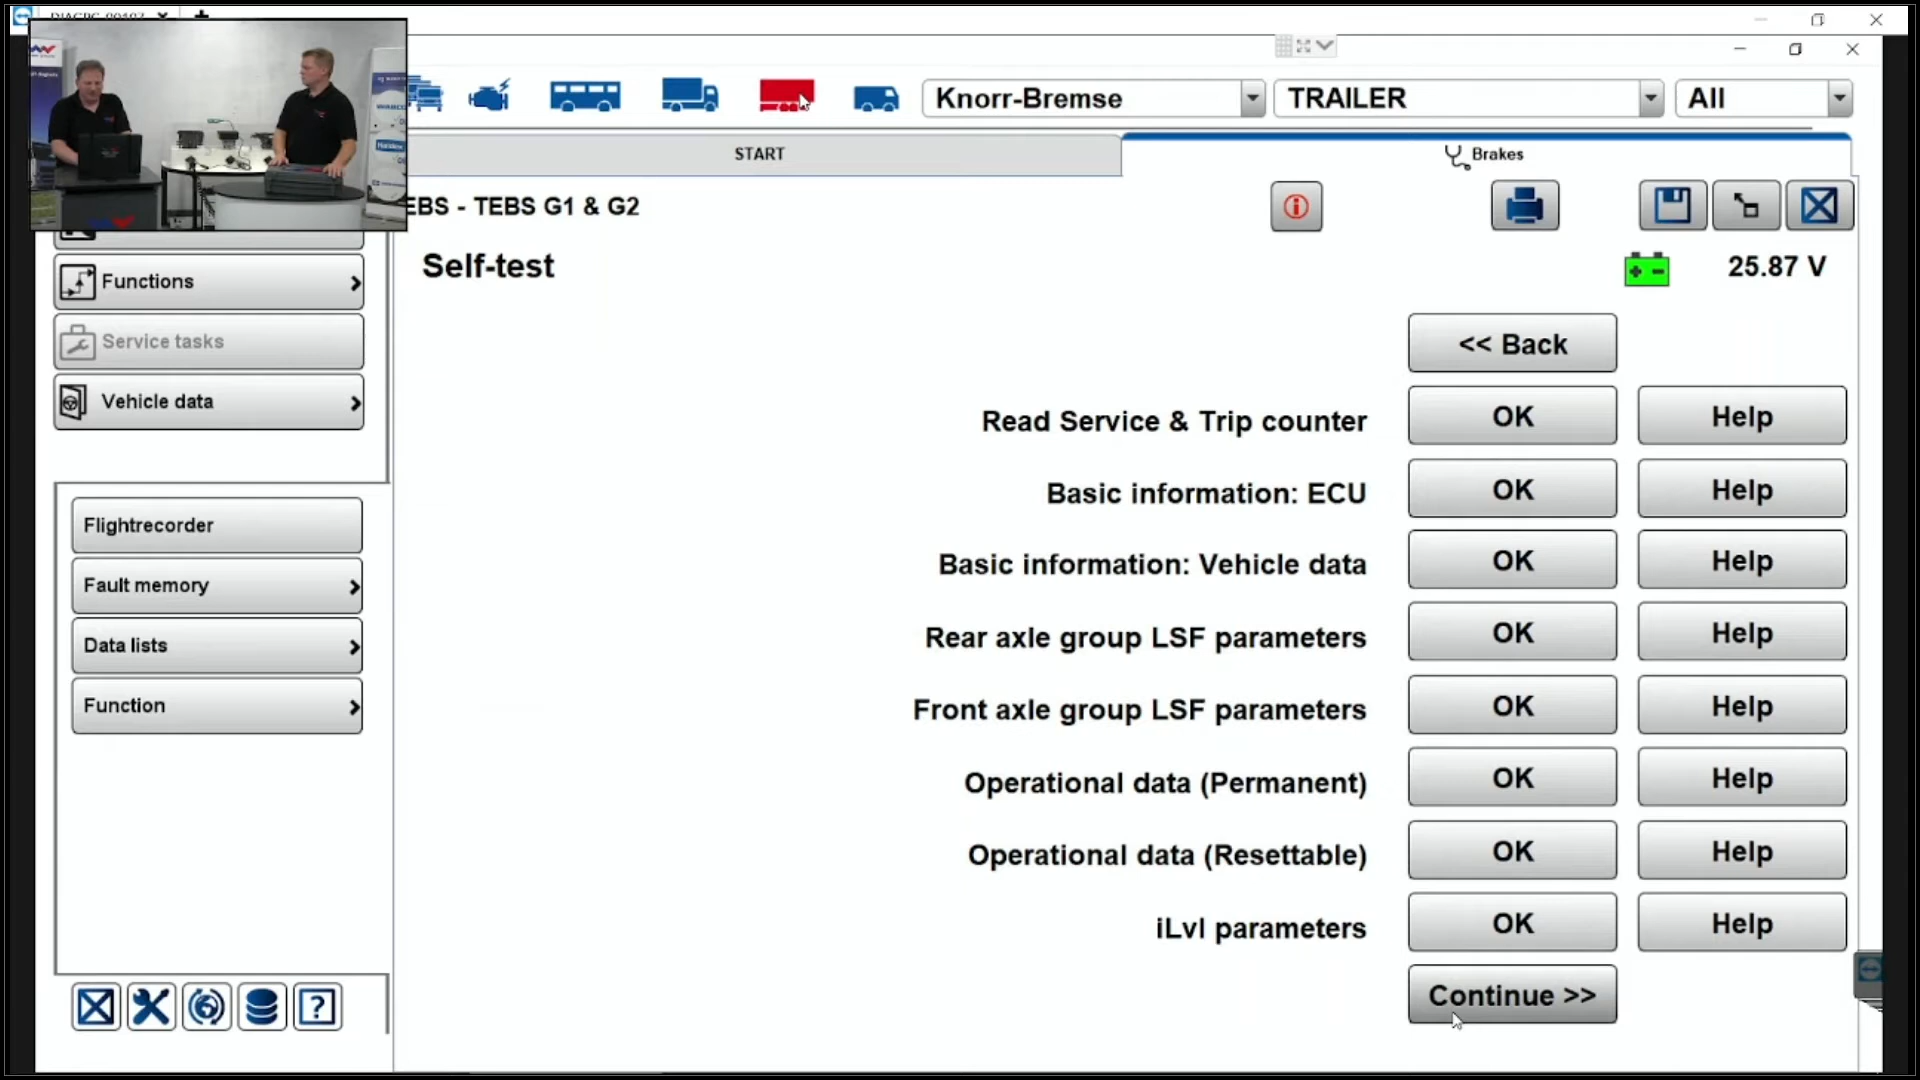 Knorr-Bremse
TRAILER
All
START
Brakes
EBS - TEBS G1 & G2
Self-test
25.87 V
Functions
Service tasks
Vehicle data
Flightrecorder
Fault memory
Data lists
Function
<< Back
Read Service & Trip counter OK Help
Basic information: ECU OK Help
Basic information: Vehicle data OK Help
Rear axle group LSF parameters OK Help
Front axle group LSF parameters OK Help
Operational data (Permanent) OK Help
Operational data (Resettable) OK Help
iLvl parameters OK Help
Continue >>